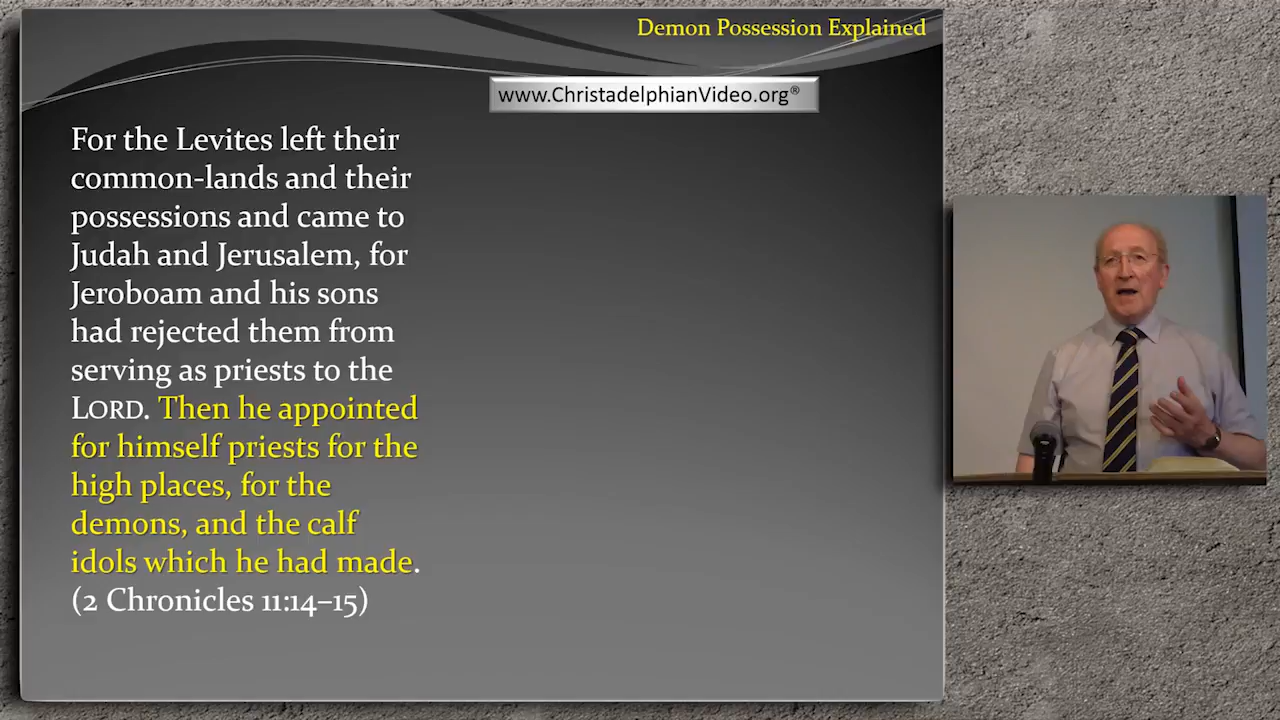 Demon Possession Explained
www.ChristadelphianVideo.org®
For the Levites left their
common-lands and their
possessions and came to
Judah and Jerusalem, for
Jeroboam and his sons
had rejected them from
serving as priests to the
LORD. Then he appointed
for himself priests for the
high places, for the
demons, and the calf
idols which he had made.
(2 Chronicles 11:14–15)